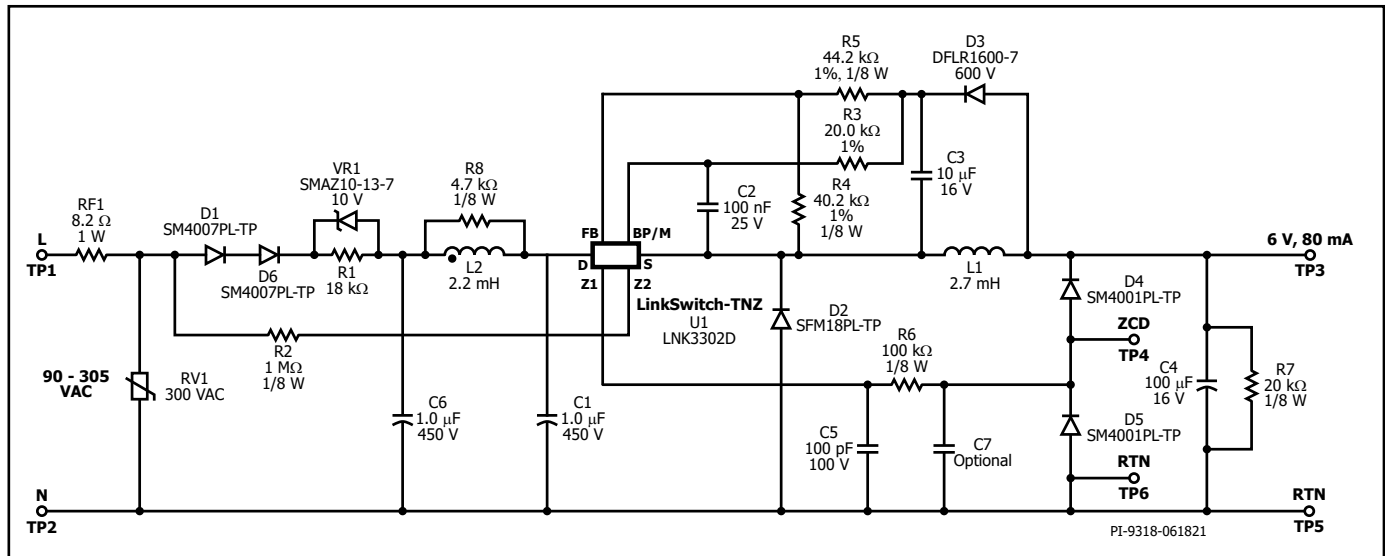 R5
44.2 kΩ
1%, 1/8 W
D3
DFLR1600-7
600 V
R3
20.0 kΩ
1%
VR1
SMAZ10-13-7
10 V
R8
4.7 kΩ
1/8 W
C3
10 µF
16 V
C2
100 nF
25 V
R4
40.2 kΩ
1%
1/8 W
RF1
8.2 Ω
1 W
D1
SM4007PL-TP
L
TP1
FB
BP/M
D
S
Z1
Z2
6 V, 80 mA
TP3
D6
SM4007PL-TP
R1
18 kΩ
L2
2.2 mH
L1
2.7 mH
D4
SM4001PL-TP
LinkSwitch-TNZ
U1
LNK3302D
D2
SFM18PL-TP
ZCD
TP4
R2
1 MΩ
1/8 W
R6
100 kΩ
1/8 W
90 - 305
VAC
RV1
300 VAC
C4
100 µF
16 V
R7
20 kΩ
1/8 W
C6
1.0 µF
450 V
C1
1.0 µF
450 V
D5
SM4001PL-TP
C5
100 pF
100 V
C7
Optional
RTN
TP6
N
TP2
RTN
TP5
PI-9318-061821